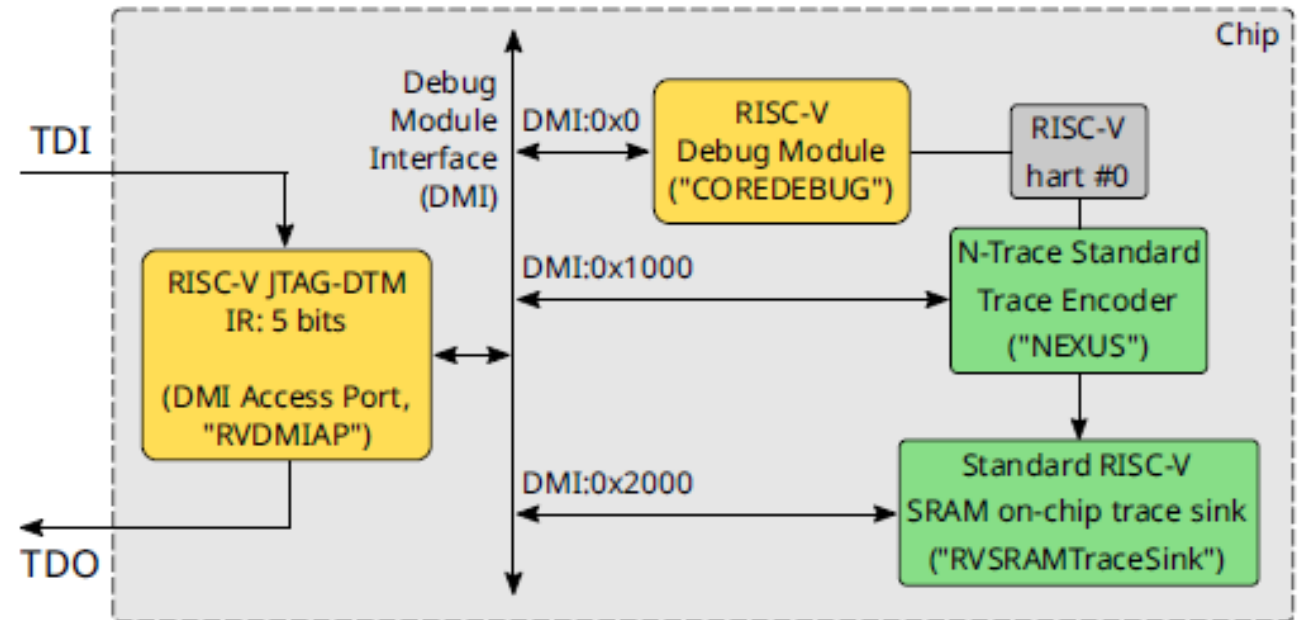 Chip
Debug
Module
Interface
(DMI)
DMI:0x0
RISC-V
Debug Module
("COREDEBUG")
RISC-V
hart #0
TDI
RISC-V JTAG-DTM
IR: 5 bits
(DMI Access Port,
"RVDMIAP")
TDO
DMI:0x1000
N-Trace Standard
Trace Encoder
("NEXUS")
DMI:0x2000
Standard RISC-V
SRAM on-chip trace sink
("RVSRAMTraceSink")